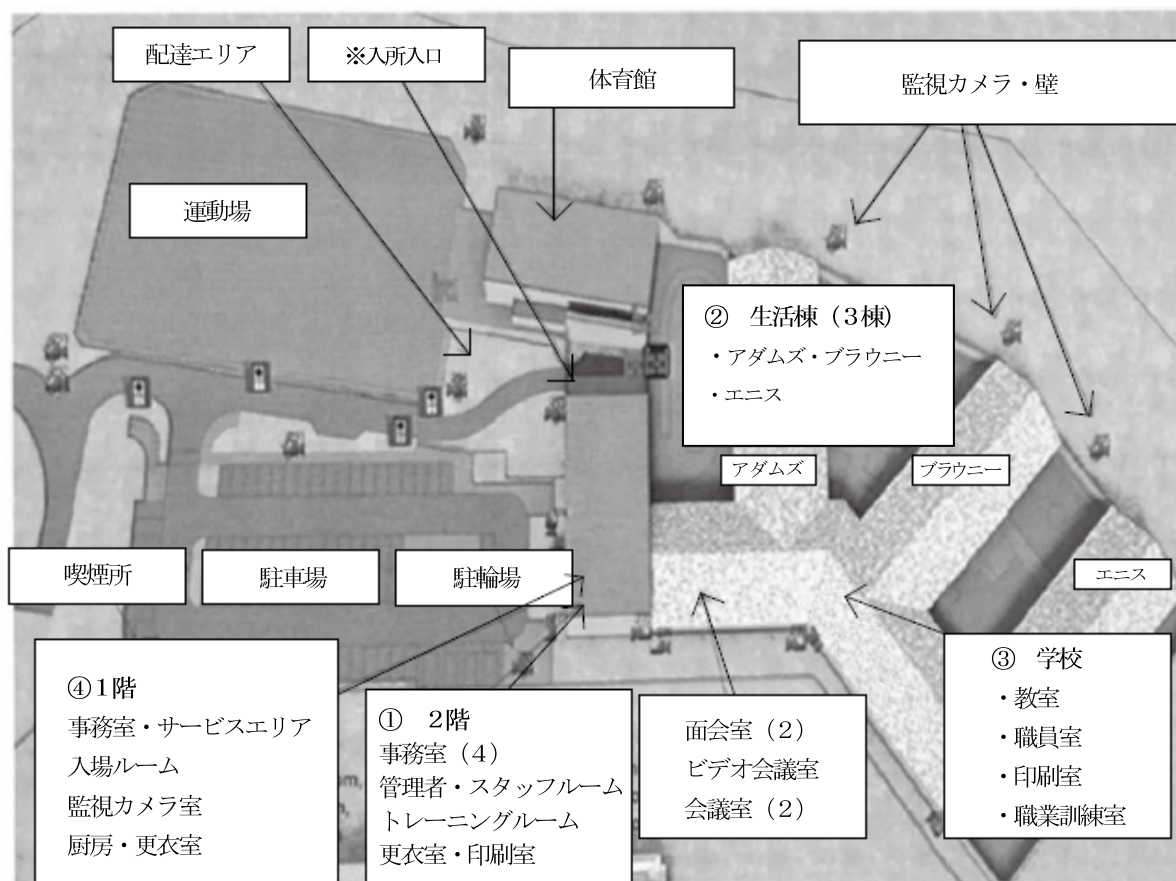 配達エリア
※入所入口
体育館
監視カメラ・壁
運動場
② 生活棟（３棟）
・アダムズ・ブラウニー
・エニス
アダムズ
ブラウニー
エニス
喫煙所
駐車場
駐輪場
④１階
事務室・サービスエリア
入場ルーム
監視カメラ室
厨房・更衣室
① ２階
事務室（４）
管理者・スタッフルーム
トレーニングルーム
更衣室・印刷室
面会室（２）
ビデオ会議室
会議室（２）
③ 学校
・教室
・職員室
・印刷室
・職業訓練室